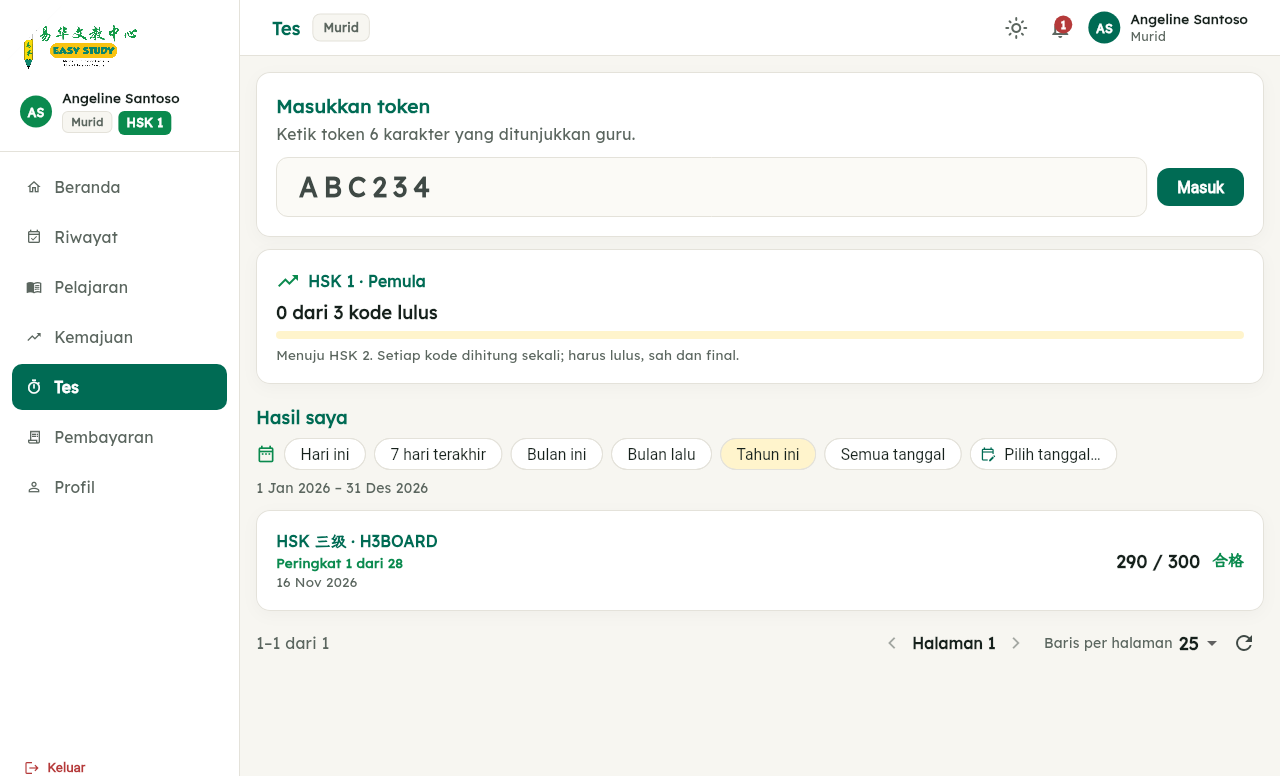 易华文教中心
EASY STUDY
AS
Angeline Santoso
Murid
HSK 1
Beranda
Riwayat
Pelajaran
Kemajuan
Tes
Pembayaran
Profil
Keluar
Tes
Murid
1
AS
Angeline Santoso
Murid
Masukkan token
Ketik token 6 karakter yang ditunjukkan guru.
ABC234
Masuk
HSK 1 · Pemula
0 dari 3 kode lulus
Menuju HSK 2. Setiap kode dihitung sekali; harus lulus, sah dan final.
Hasil saya
Hari ini
7 hari terakhir
Bulan ini
Bulan lalu
Tahun ini
Semua tanggal
Pilih tanggal...
1 Jan 2026 – 31 Des 2026
HSK 三级 · H3BOARD
Peringkat 1 dari 28
16 Nov 2026
290 / 300 合格
1–1 dari 1
Halaman 1
Baris per halaman 25